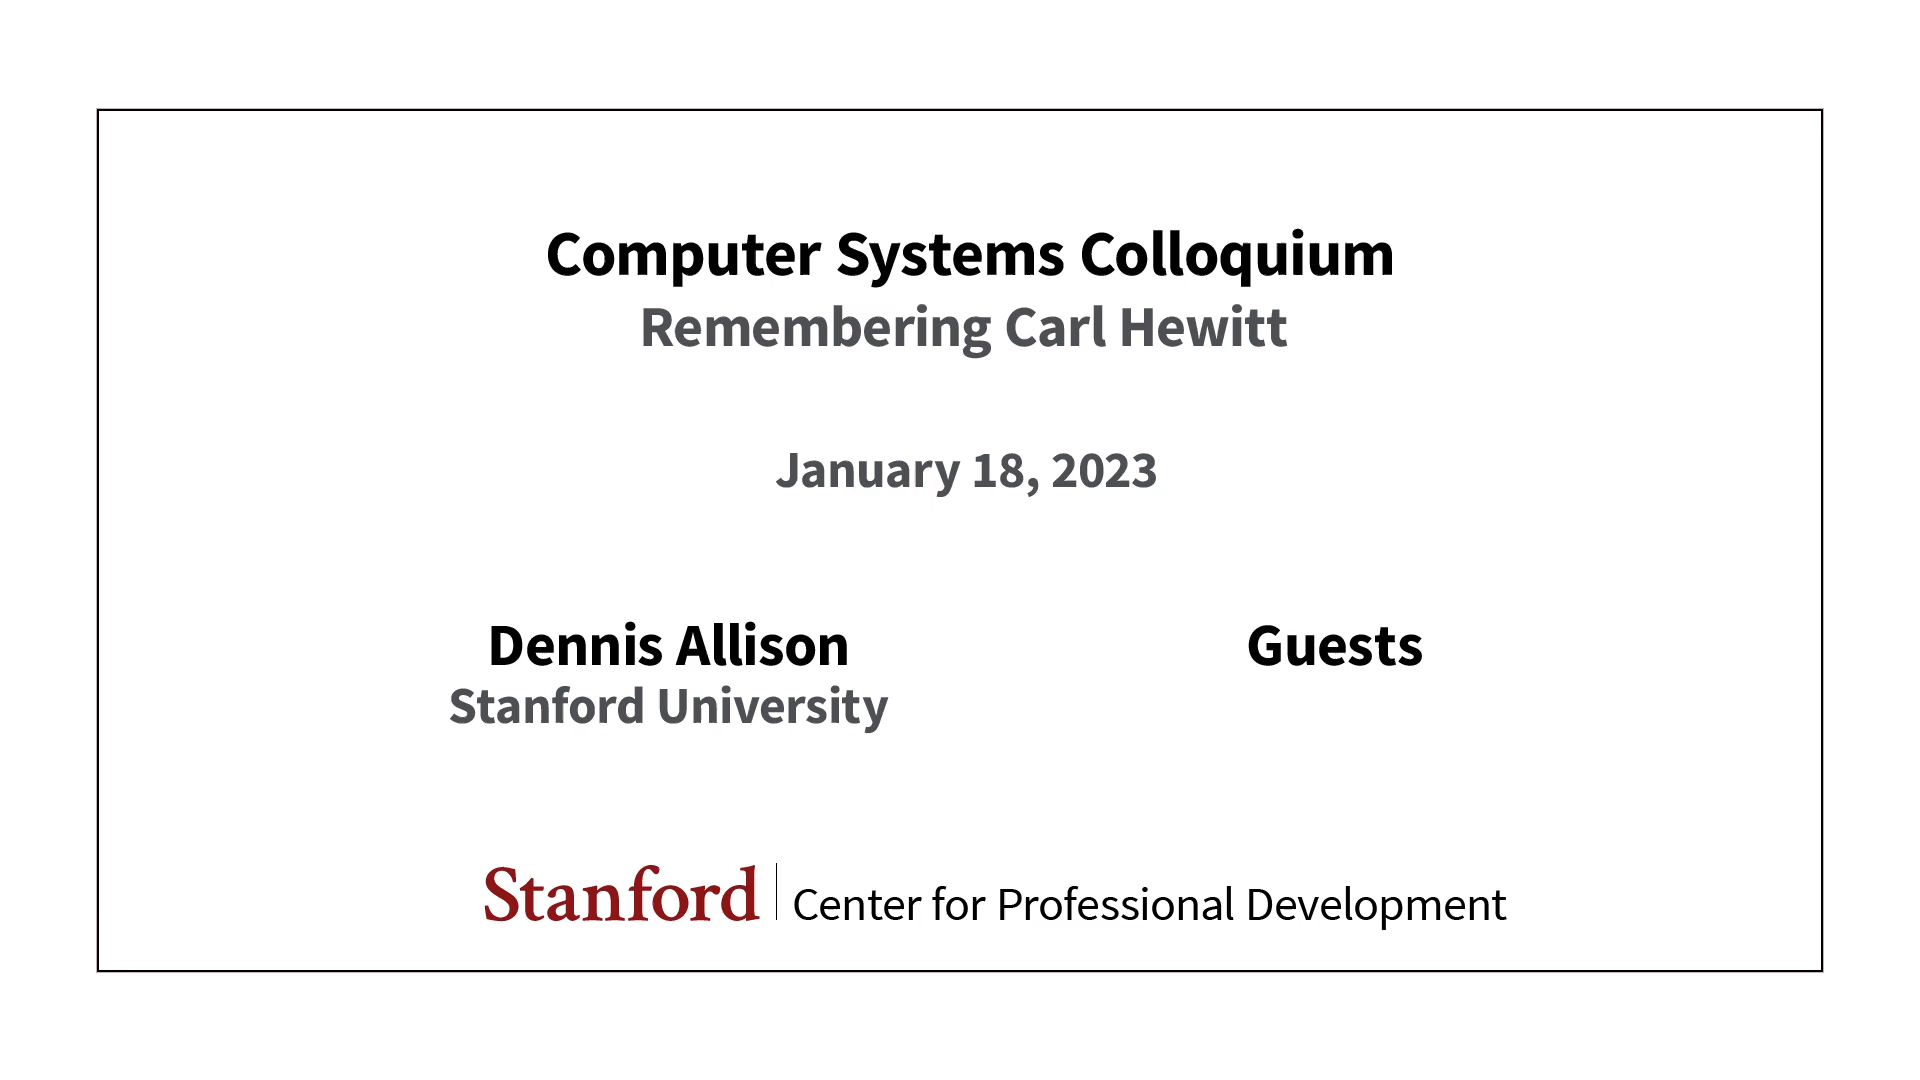 Computer Systems Colloquium
Remembering Carl Hewitt
January 18, 2023
Dennis Allison
Stanford University
Guests
Stanford | Center for Professional Development